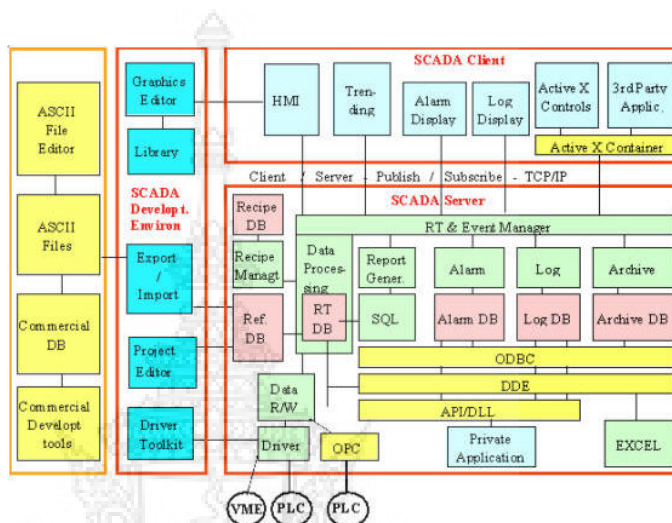 ASCII
File
Editor
ASCII
Files
Commercial
DB
Commercial
Developt
tools
Graphics
Editor
Library
SCADA
Developt.
Environ
Export
/
Import
Project
Editor
Driver
Toolkit
SCADA Client
HMI
Tren-
ding
Alarm
Display
Log
Display
Active X
Controls
3rd Party
Applic.
Active X Container
Client / Server - Publish / Subscribe - TCP/IP
SCADA Server
Recipe
DB
Recipe
Managt
Ref.
DB
RT & Event Manager
Data
Proces-
sing
RT
DB
Report
Gener.
SQL
Alarm
Alarm DB
Log
Log DB
Archive
Archive DB
ODBC
DDE
API/DLL
Data
R/W
Driver
OPC
Private
Application
EXCEL
VME
PLC
PLC